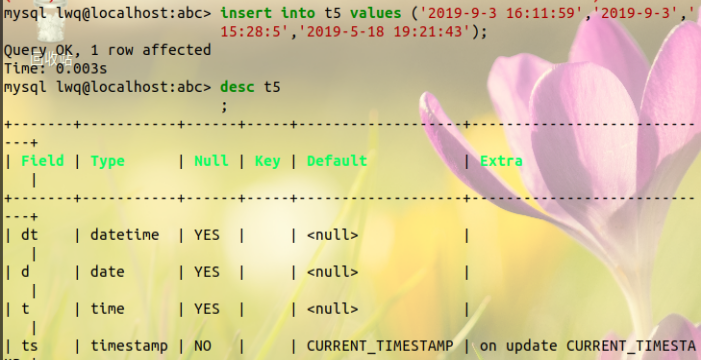 mysql lwq@localhost:abc> insert into t5 values ('2019-9-3 16:11:59','2019-9-3','
15:28:5','2019-5-18 19:21:43');
Query OK, 1 row affected
回收站
Time: 0.003s
mysql lwq@localhost:abc> desc t5
;
+-------+-----------+------+-----+-------------------+--------------------------
---+
| Field | Type      | Null | Key | Default           | Extra
   |
+-------+-----------+------+-----+-------------------+--------------------------
---+
| dt    | datetime  | YES  |     | <null>            |
   |
| d     | date      | YES  |     | <null>            |
   |
| t     | time      | YES  |     | <null>            |
   |
| ts    | timestamp | NO   |     | CURRENT_TIMESTAMP | on update CURRENT_TIMESTA